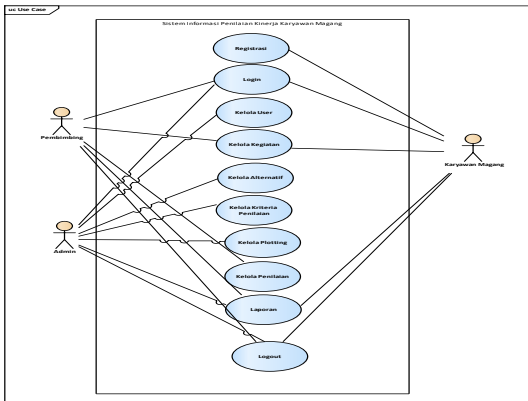 uc Use Case
Sistem Informasi Penilaian Kinerja Karyawan Magang
Registrasi
Login
Kelola User
Pembimbing
Kelola Kegiatan
Karyawan Magang
Kelola Alternatif
Kelola Kriteria
Penilaian
Kelola Plotting
Admin
Kelola Penilaian
Laporan
Logout